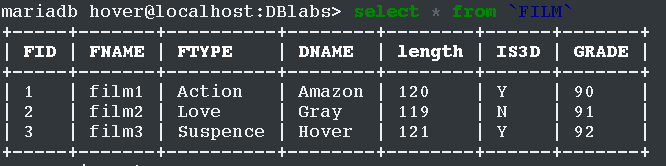 mariadb hover@localhost:DBlabs> select * from `FILM`
+-----+-------+----------+--------+--------+------+-------+
| FID | FNAME | FTYPE    | DNAME  | length | IS3D | GRADE |
+-----+-------+----------+--------+--------+------+-------+
| 1   | film1 | Action   | Amazon | 120    | Y    | 90    |
| 2   | film2 | Love     | Gray   | 119    | N    | 91    |
| 3   | film3 | Suspence | Hover  | 121    | Y    | 92    |
+-----+-------+----------+--------+--------+------+-------+